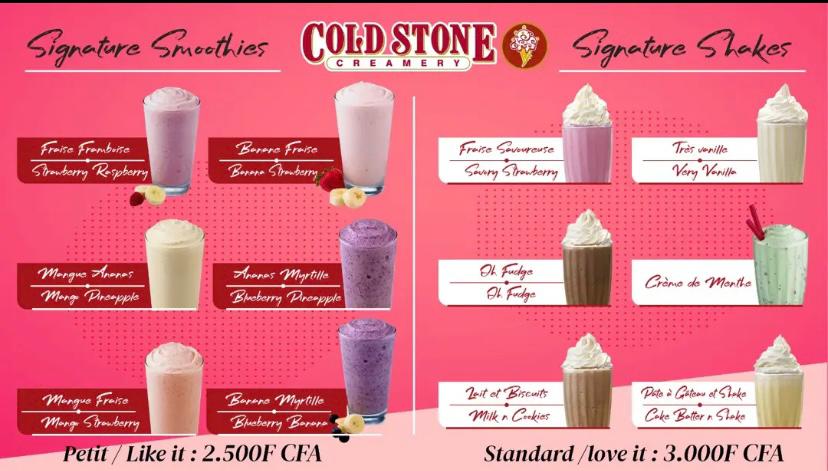 Signature Smoothies
COLD STONE
CREAMERY
Signature Shakes
Fraise Framboise
Strawberry Raspberry
Banane Fraise
Banana Strawberry
Mangue Ananas
Mango Pineapple
Ananas Myrtille
Blueberry Pineapple
Mangue Fraise
Mango Strawberry
Banane Myrtille
Blueberry Banana
Petit / Like it : 2.500F CFA
Fraise Savoureuse
Savory Strawberry
Très vanille
Very Vanilla
Oh Fudge
Oh Fudge
Crème de Menthe
Lait et Biscuits
Milk n Cookies
Pâte à Gâteau et Shake
Cake Batter n Shake
Standard /love it : 3.000F CFA